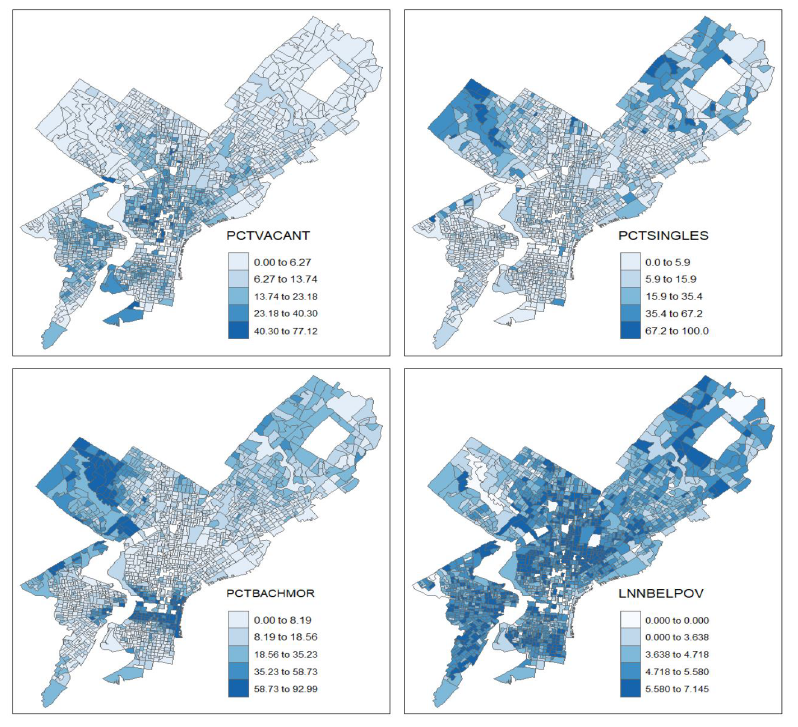 PCTVACANT
0.00 to 6.27
6.27 to 13.74
13.74 to 23.18
23.18 to 40.30
40.30 to 77.12
PCTSINGLES
0.0 to 5.9
5.9 to 15.9
15.9 to 35.4
35.4 to 67.2
67.2 to 100.0
PCTBACHMOR
0.00 to 8.19
8.19 to 18.56
18.56 to 35.23
35.23 to 58.73
58.73 to 92.99
LNNBELPOV
0.000 to 0.000
0.000 to 3.638
3.638 to 4.718
4.718 to 5.580
5.580 to 7.145